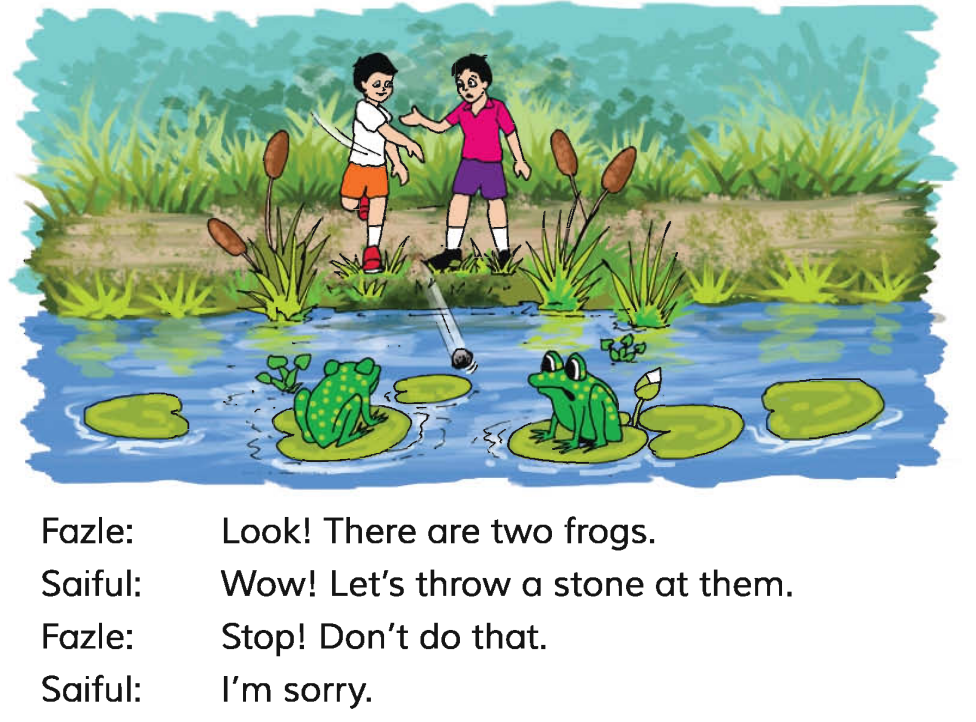 Fazle: Look! There are two frogs.
Saiful: Wow! Let's throw a stone at them.
Fazle: Stop! Don't do that.
Saiful: I'm sorry.